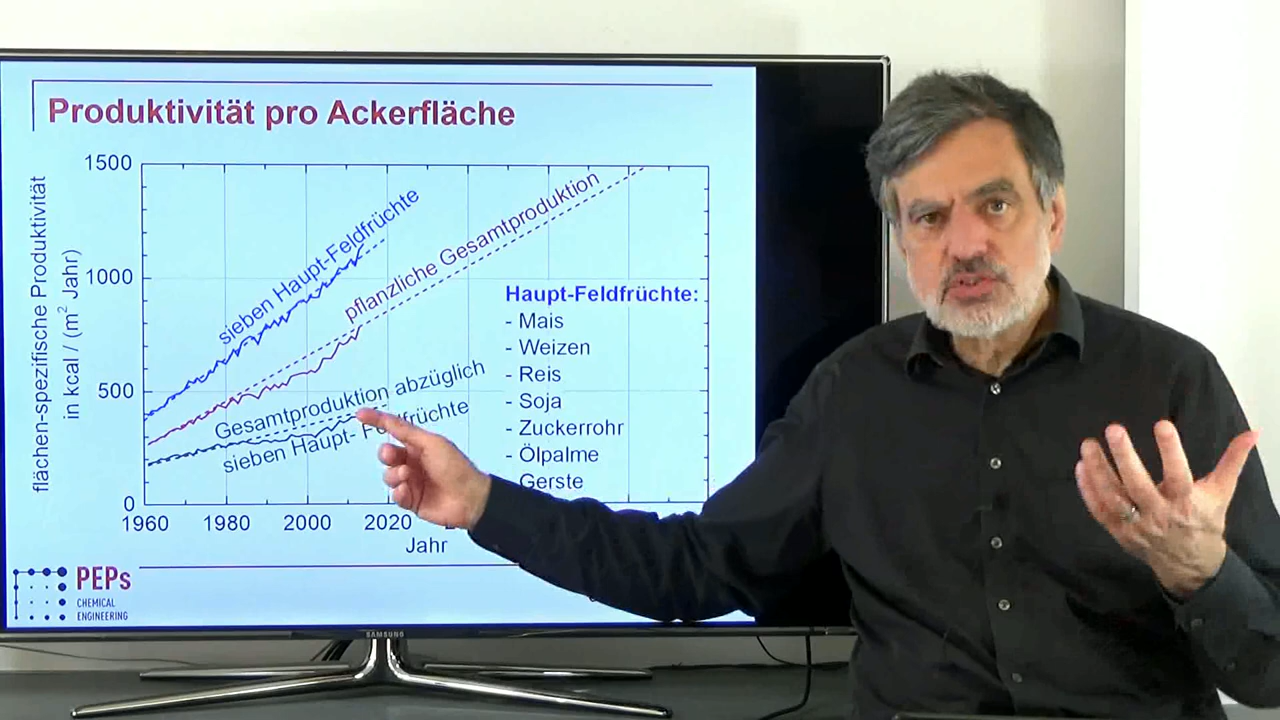 Produktivität pro Ackerfläche
flächen-spezifische Produktivität
in kcal / (m² Jahr)
1500
1000
500
0
sieben Haupt-Feldfrüchte
pflanzliche Gesamtproduktion
Gesamtproduktion abzüglich
sieben Haupt- Feldfrüchte
Haupt-Feldfrüchte:
- Mais
- Weizen
- Reis
- Soja
- Zuckerrohr
- Ölpalme
Gerste
1960 1980 2000 2020
Jahr
PEPs
CHEMICAL
ENGINEERING
SAMSUNG